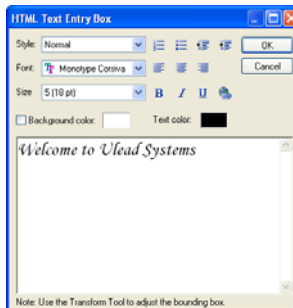 HTML Text Entry Box
Style: Normal OK
Font: Monotype Corsiva Cancel
Size 5 (18 pt) B I U
Background color: Text color:
Welcome to Ulead Systems
Note: Use the Transform Tool to adjust the bounding box.